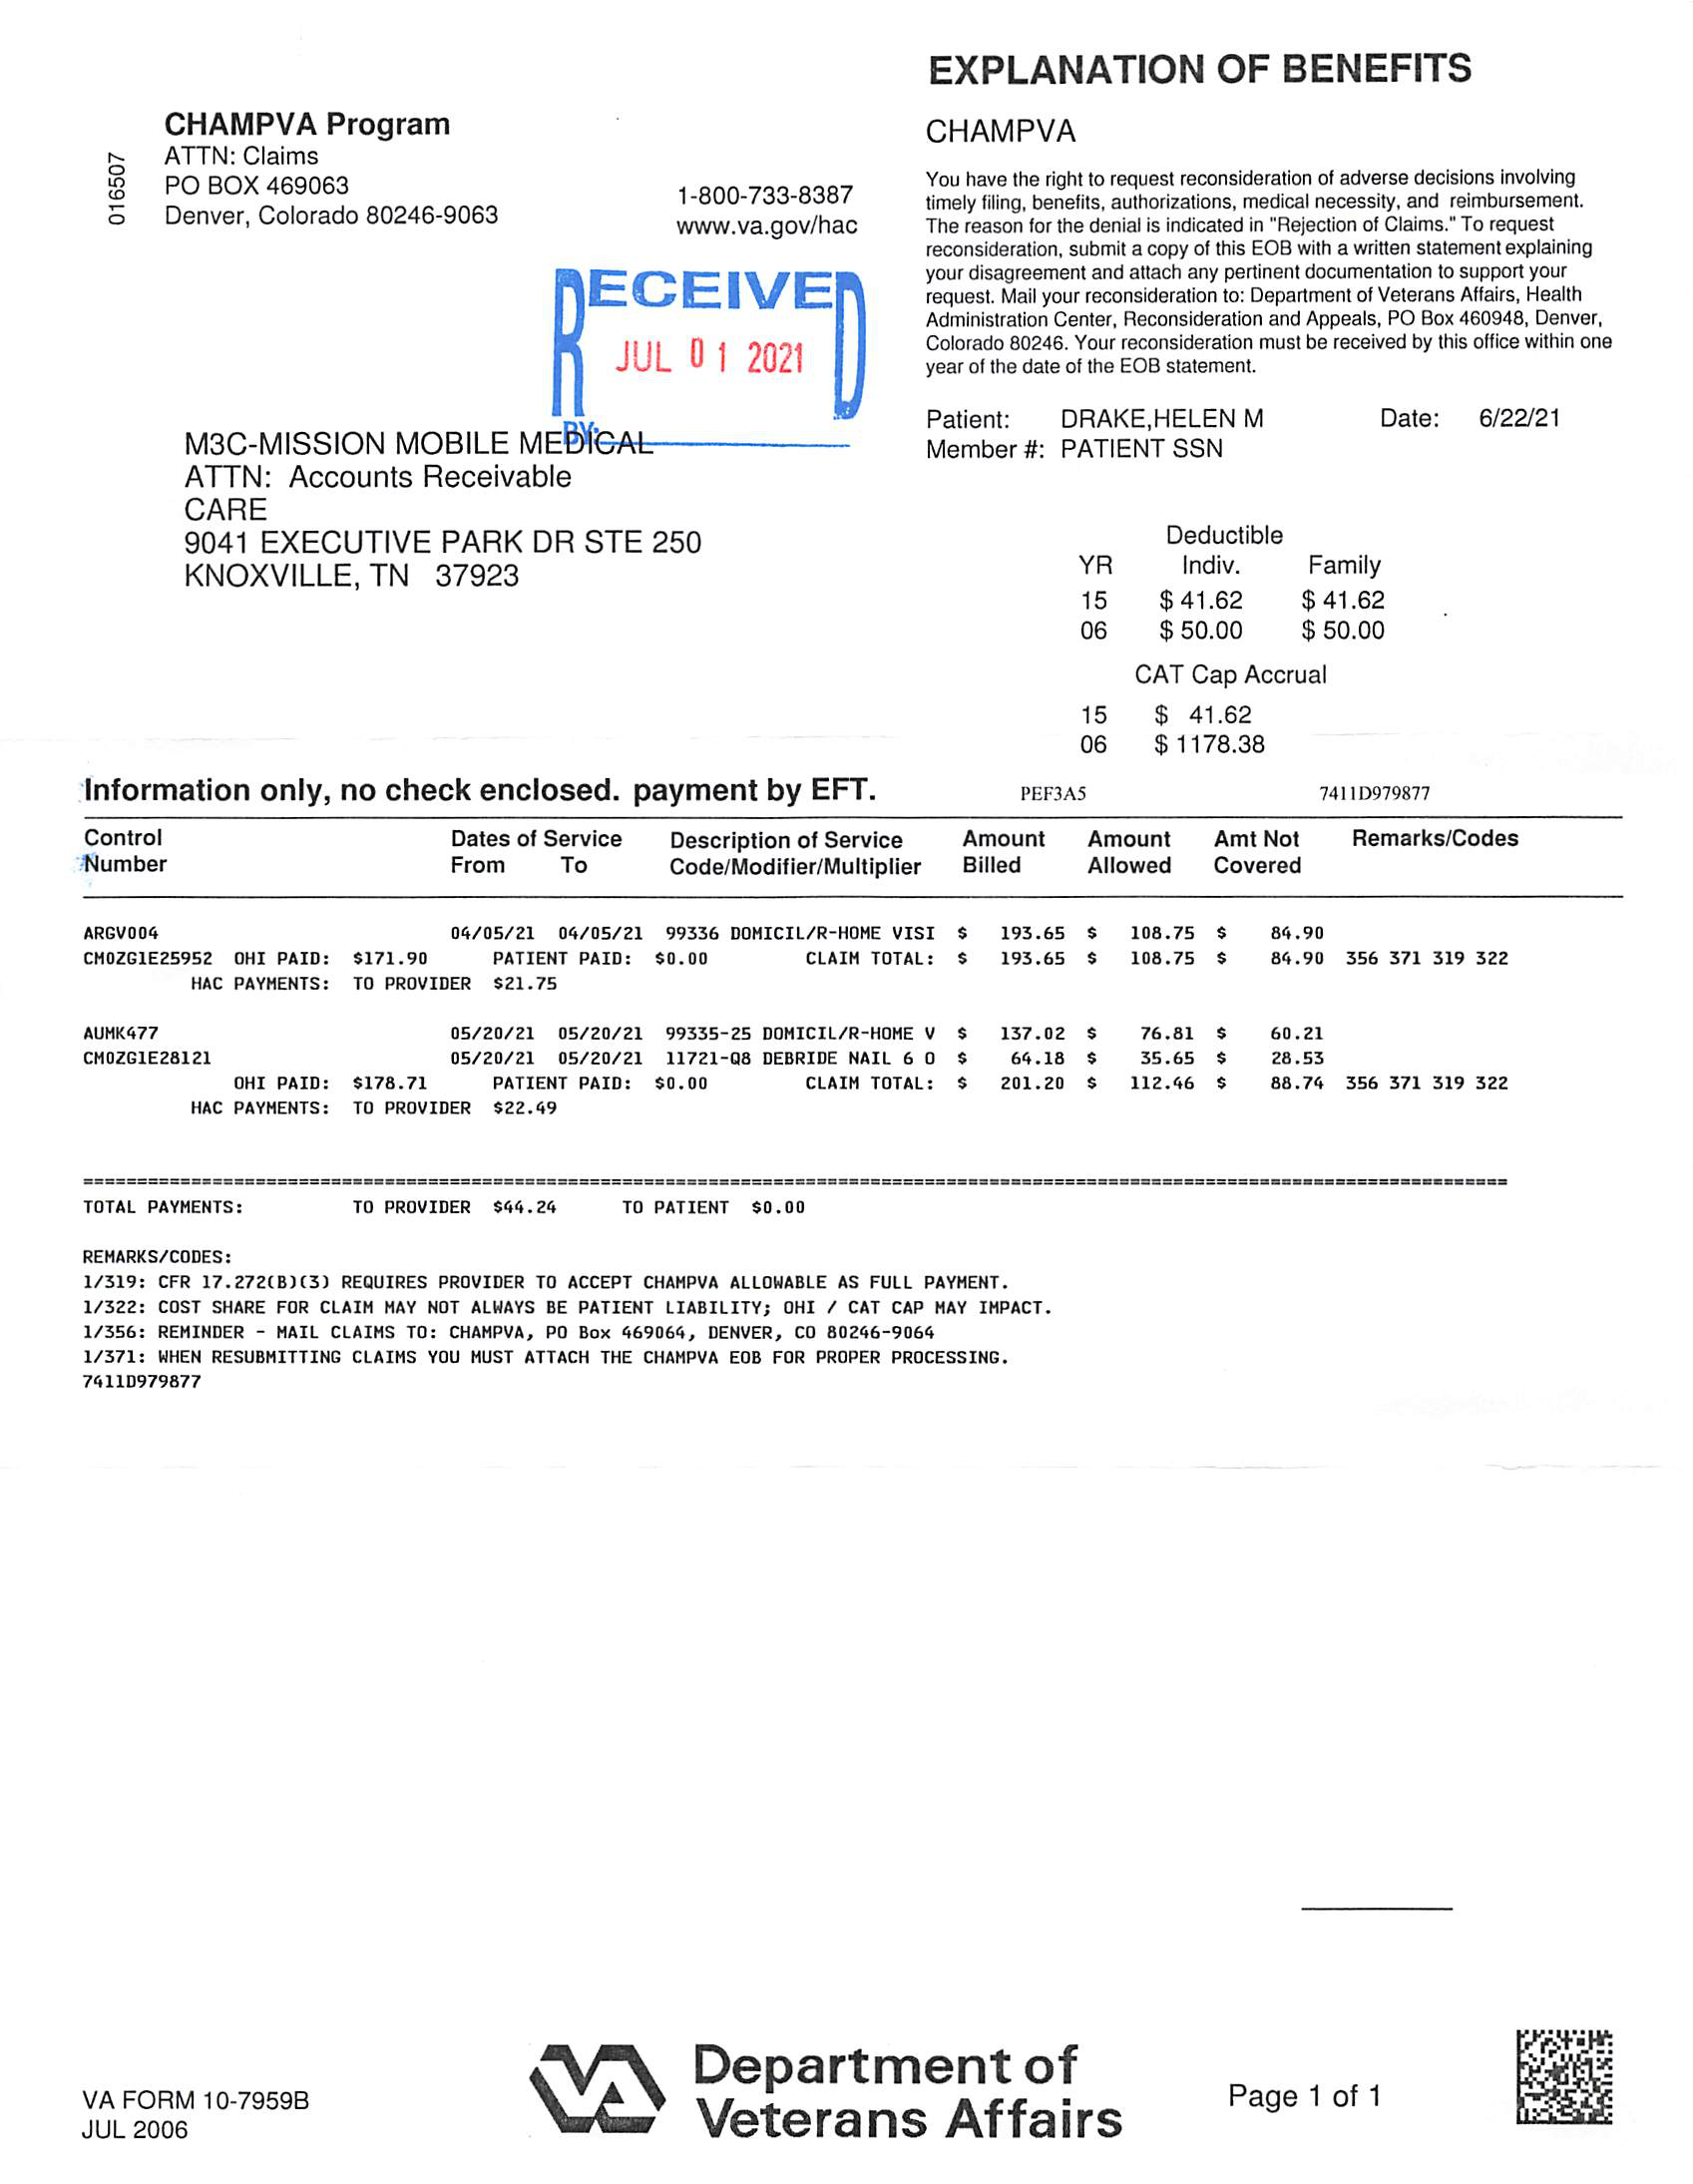 EXPLANATION OF BENEFITS
CHAMPVA Program
ATTN: Claims
PO BOX 469063
Denver, Colorado 80246-9063
016507
1-800-733-8387
www.va.gov/hac
CHAMPVA
You have the right to request reconsideration of adverse decisions involving
timely filing, benefits, authorizations, medical necessity, and reimbursement.
The reason for the denial is indicated in "Rejection of Claims." To request
reconsideration, submit a copy of this EOB with a written statement explaining
your disagreement and attach any pertinent documentation to support your
request. Mail your reconsideration to: Department of Veterans Affairs, Health
Administration Center, Reconsideration and Appeals, PO Box 460948, Denver,
Colorado 80246. Your reconsideration must be received by this office within one
year of the date of the EOB statement.
RECEIVED
JUL 01 2021
BY:
M3C-MISSION MOBILE MEDICAL
ATTN: Accounts Receivable
CARE
9041 EXECUTIVE PARK DR STE 250
KNOXVILLE, TN 37923
Patient: DRAKE,HELEN M Date: 6/22/21
Member #: PATIENT SSN
Deductible
YR Indiv. Family
15 $ 41.62 $ 41.62
06 $ 50.00 $ 50.00
CAT Cap Accrual
15 $ 41.62
06 $ 1178.38
Information only, no check enclosed. payment by EFT. PEF3A5 7411D979877
Control Dates of Service Description of Service Amount Amount Amt Not Remarks/Codes
Number From To Code/Modifier/Multiplier Billed Allowed Covered
ARGV004 04/05/21 04/05/21 99336 DOMICIL/R-HOME VISI $ 193.65 $ 108.75 $ 84.90
CM0ZG1E25952 OHI PAID: $171.90 PATIENT PAID: $0.00 CLAIM TOTAL: $ 193.65 $ 108.75 $ 84.90 356 371 319 322
HAC PAYMENTS: TO PROVIDER $21.75
AUMK477 05/20/21 05/20/21 99335-25 DOMICIL/R-HOME V $ 137.02 $ 76.81 $ 60.21
CM0ZG1E28121 05/20/21 05/20/21 11721-Q8 DEBRIDE NAIL 6 O $ 64.18 $ 35.65 $ 28.53
OHI PAID: $178.71 PATIENT PAID: $0.00 CLAIM TOTAL: $ 201.20 $ 112.46 $ 88.74 356 371 319 322
HAC PAYMENTS: TO PROVIDER $22.49
TOTAL PAYMENTS: TO PROVIDER $44.24 TO PATIENT $0.00
REMARKS/CODES:
1/319: CFR 17.272(B)(3) REQUIRES PROVIDER TO ACCEPT CHAMPVA ALLOWABLE AS FULL PAYMENT.
1/322: COST SHARE FOR CLAIM MAY NOT ALWAYS BE PATIENT LIABILITY; OHI / CAT CAP MAY IMPACT.
1/356: REMINDER - MAIL CLAIMS TO: CHAMPVA, PO Box 469064, DENVER, CO 80246-9064
1/371: WHEN RESUBMITTING CLAIMS YOU MUST ATTACH THE CHAMPVA EOB FOR PROPER PROCESSING.
7411D979877
VA FORM 10-7959B
JUL 2006
VA
Department of
Veterans Affairs
Page 1 of 1